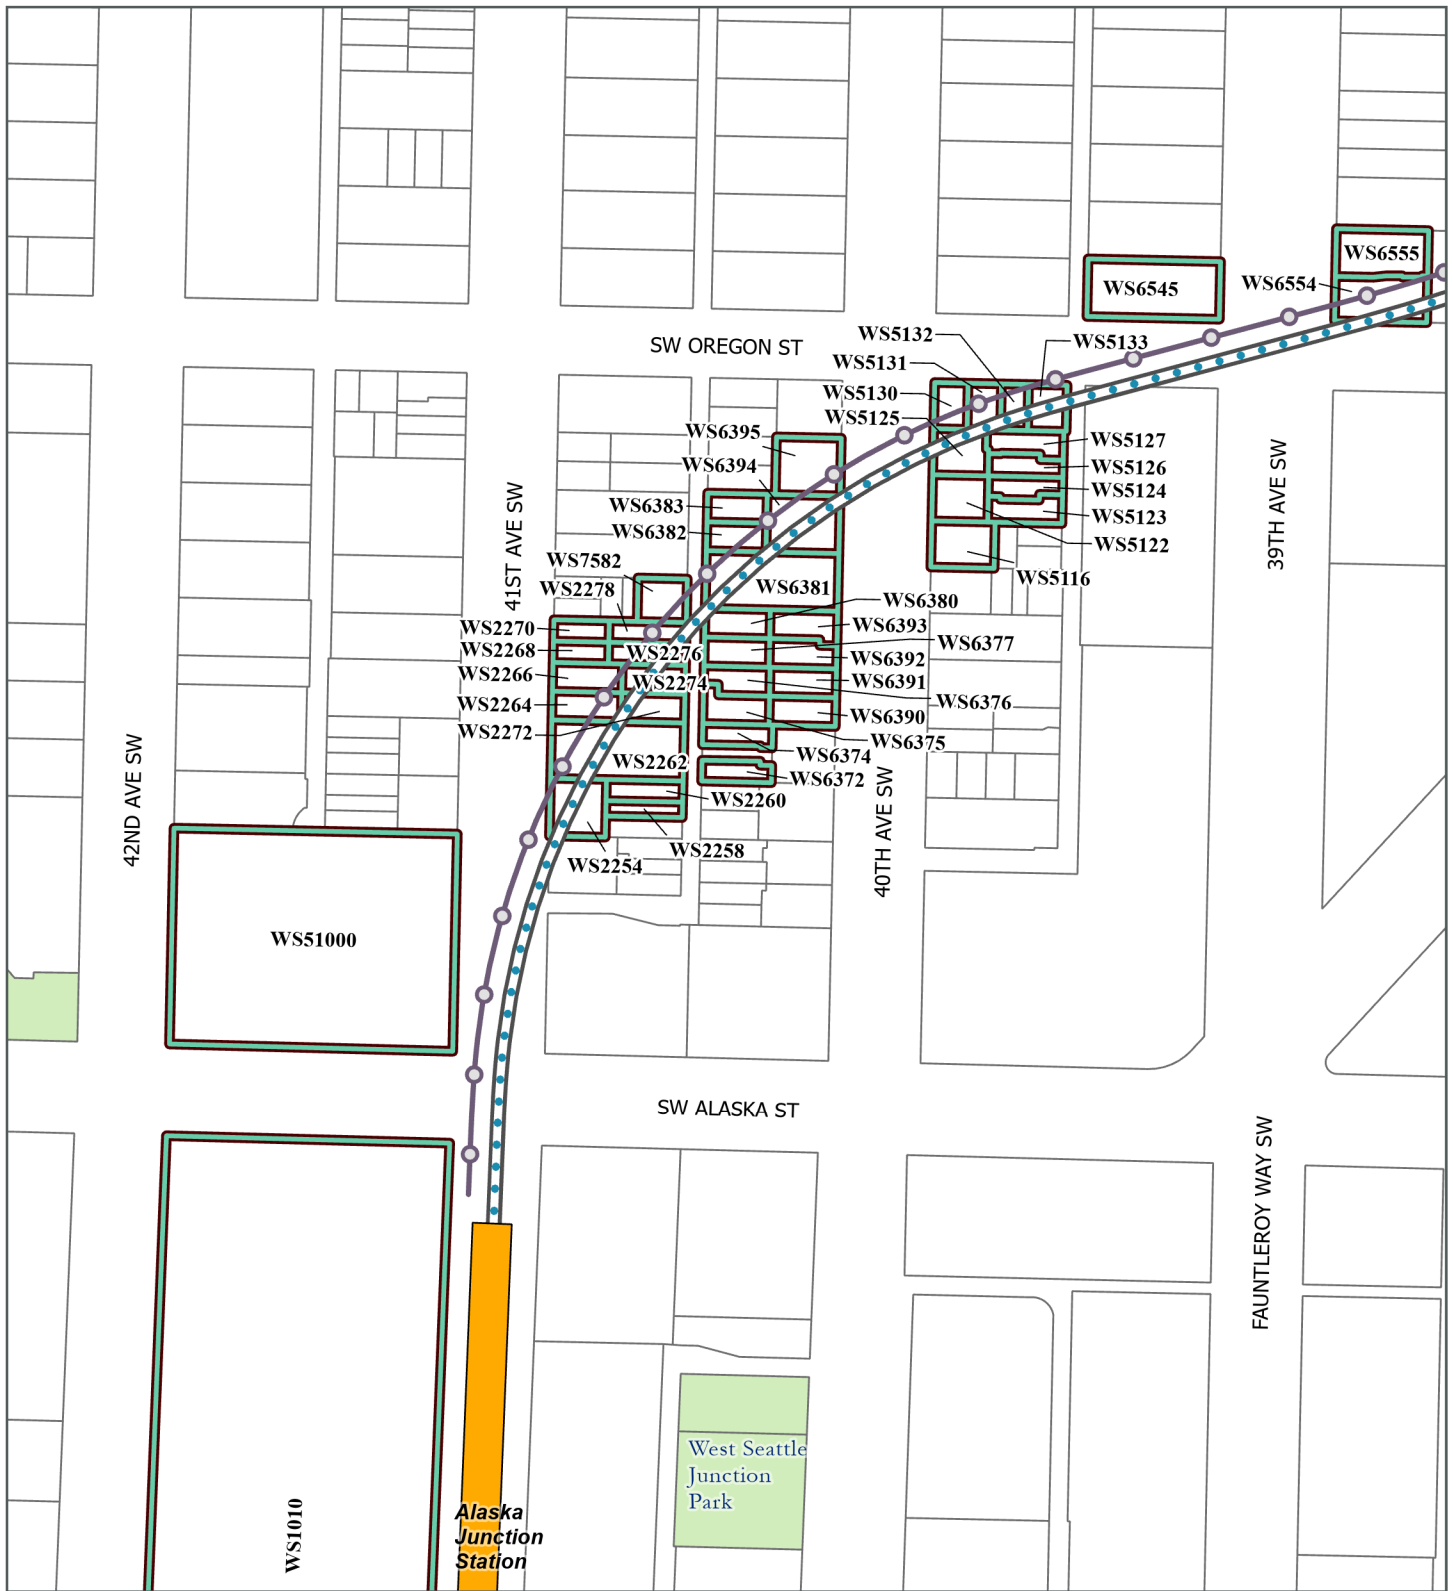 WS6555
WS6554
WS6545
WS5132
WS5133
SW OREGON ST
WS5131
WS5130
WS5125
WS6395
WS5127
WS6394
WS5126
WS5124
WS6383
WS5123
WS6382
WS5122
39TH AVE SW
41ST AVE SW
WS7582
WS2278
WS6381
WS5116
WS6380
WS2270
WS6393
WS6377
WS2268
WS2276
WS6392
WS2266
WS2274
WS6391
WS2264
WS6376
WS6390
WS2272
WS6375
WS6374
WS2262
WS6372
WS2260
42ND AVE SW
40TH AVE SW
WS2258
WS2254
WS51000
SW ALASKA ST
FAUNTLEROY WAY SW
West Seattle
Junction
Park
WS1010
Alaska
Junction
Station